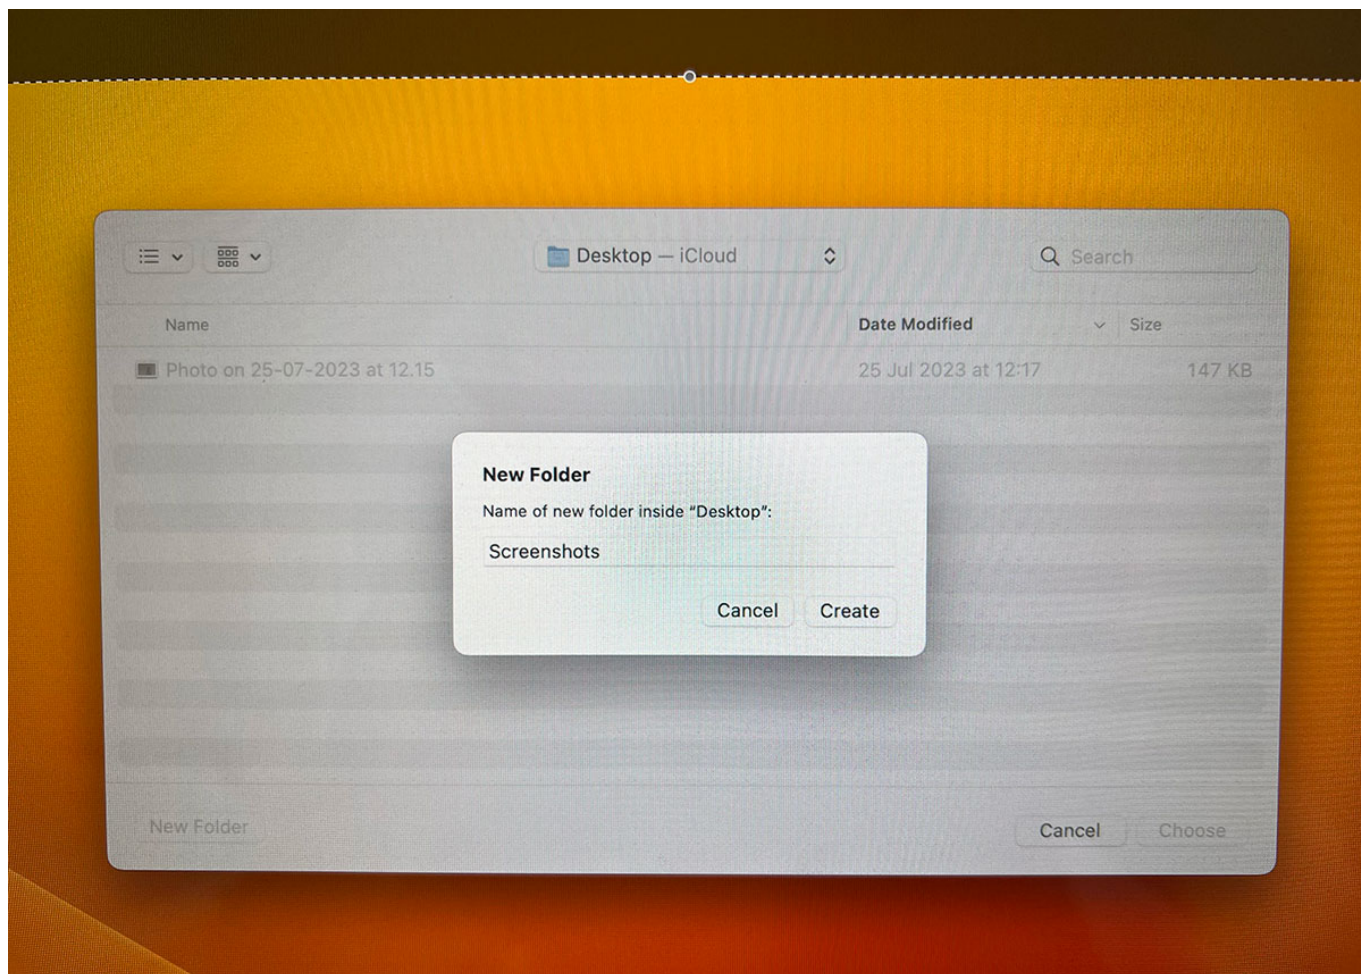 Desktop — iCloud
Search
Name Date Modified Size
Photo on 25-07-2023 at 12.15 25 Jul 2023 at 12:17 147 KB
New Folder
Name of new folder inside “Desktop”:
Screenshots
Cancel Create
New Folder Cancel Choose